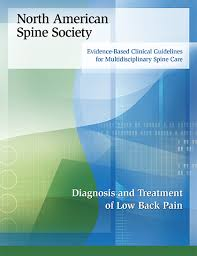 North American
Spine Society
Evidence-Based Clinical Guidelines
for Multidisciplinary Spine Care
Diagnosis and Treatment
of Low Back Pain